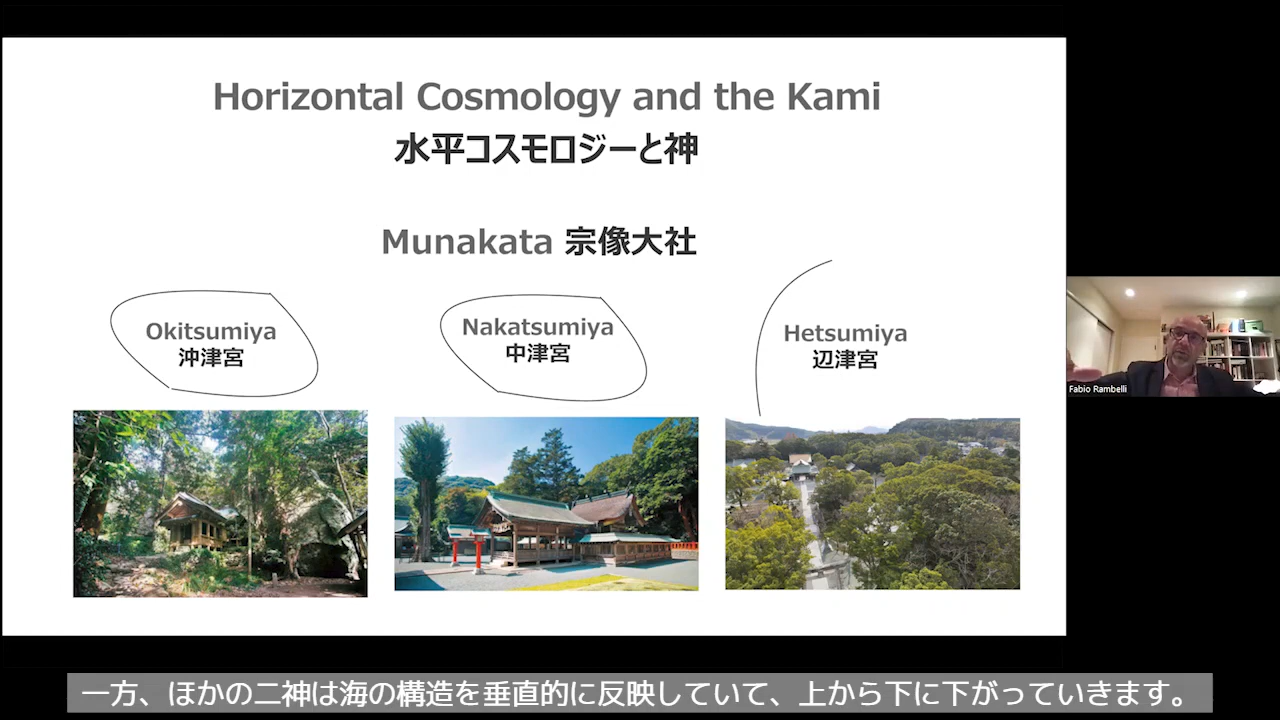 Horizontal Cosmology and the Kami
水平コスモロジーと神
Munakata 宗像大社
Okitsumiya
沖津宮
Nakatsumiya
中津宮
Hetsumiya
辺津宮
Fabio Rambelli
一方、ほかの二神は海の構造を垂直的に反映していて、上から下に下がっていきます。